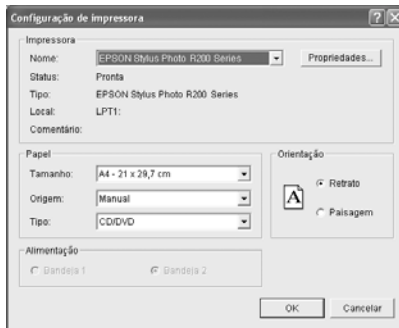 Configuração de impressora
Impressora
Nome: EPSON Stylus Photo R200 Series Propriedades...
Status: Pronta
Tipo: EPSON Stylus Photo R200 Series
Local: LPT1:
Comentário:
Papel
Tamanho: A4 - 21 x 29,7 cm
Origem: Manual
Tipo: CD/DVD
Orientação
A
Retrato
Paisagem
Alimentação
Bandeja 1 Bandeja 2
OK Cancelar